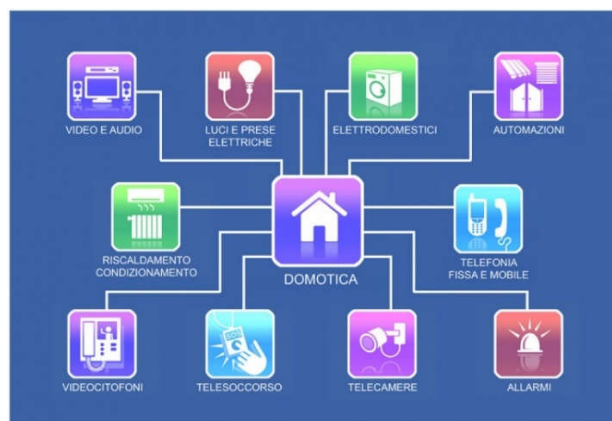 VIDEO E AUDIO
LUCI E PRESE
ELETTRICHE
ELETTRODOMESTICI
AUTOMAZIONI
RISCALDAMENTO
CONDIZIONAMENTO
DOMOTICA
TELEFONIA
FISSA E MOBILE
VIDEOCITOFONI
TELESOCCORSO
TELECAMERE
ALLARMI